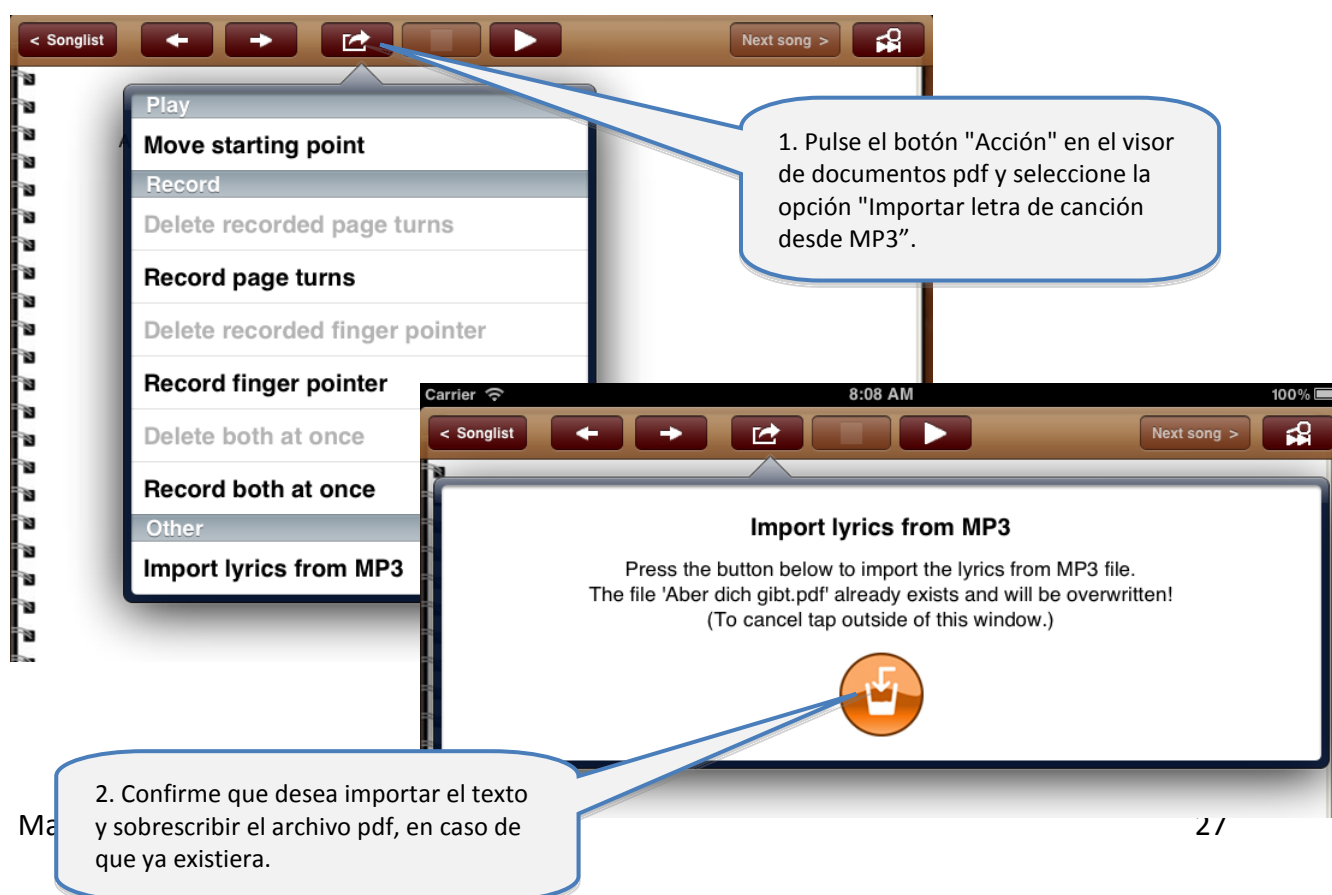 < Songlist
Next song >
Play
Move starting point
Record
Delete recorded page turns
Record page turns
Delete recorded finger pointer
Record finger pointer
Delete both at once
Record both at once
Other
Import lyrics from MP3
1. Pulse el botón "Acción" en el visor
de documentos pdf y seleccione la
opción "Importar letra de canción
desde MP3”.
Carrier 8:08 AM 100%
< Songlist
Next song >
Import lyrics from MP3
Press the button below to import the lyrics from MP3 file.
The file 'Aber dich gibt.pdf' already exists and will be overwritten!
(To cancel tap outside of this window.)
2. Confirme que desea importar el texto
y sobrescribir el archivo pdf, en caso de
que ya existiera.
27